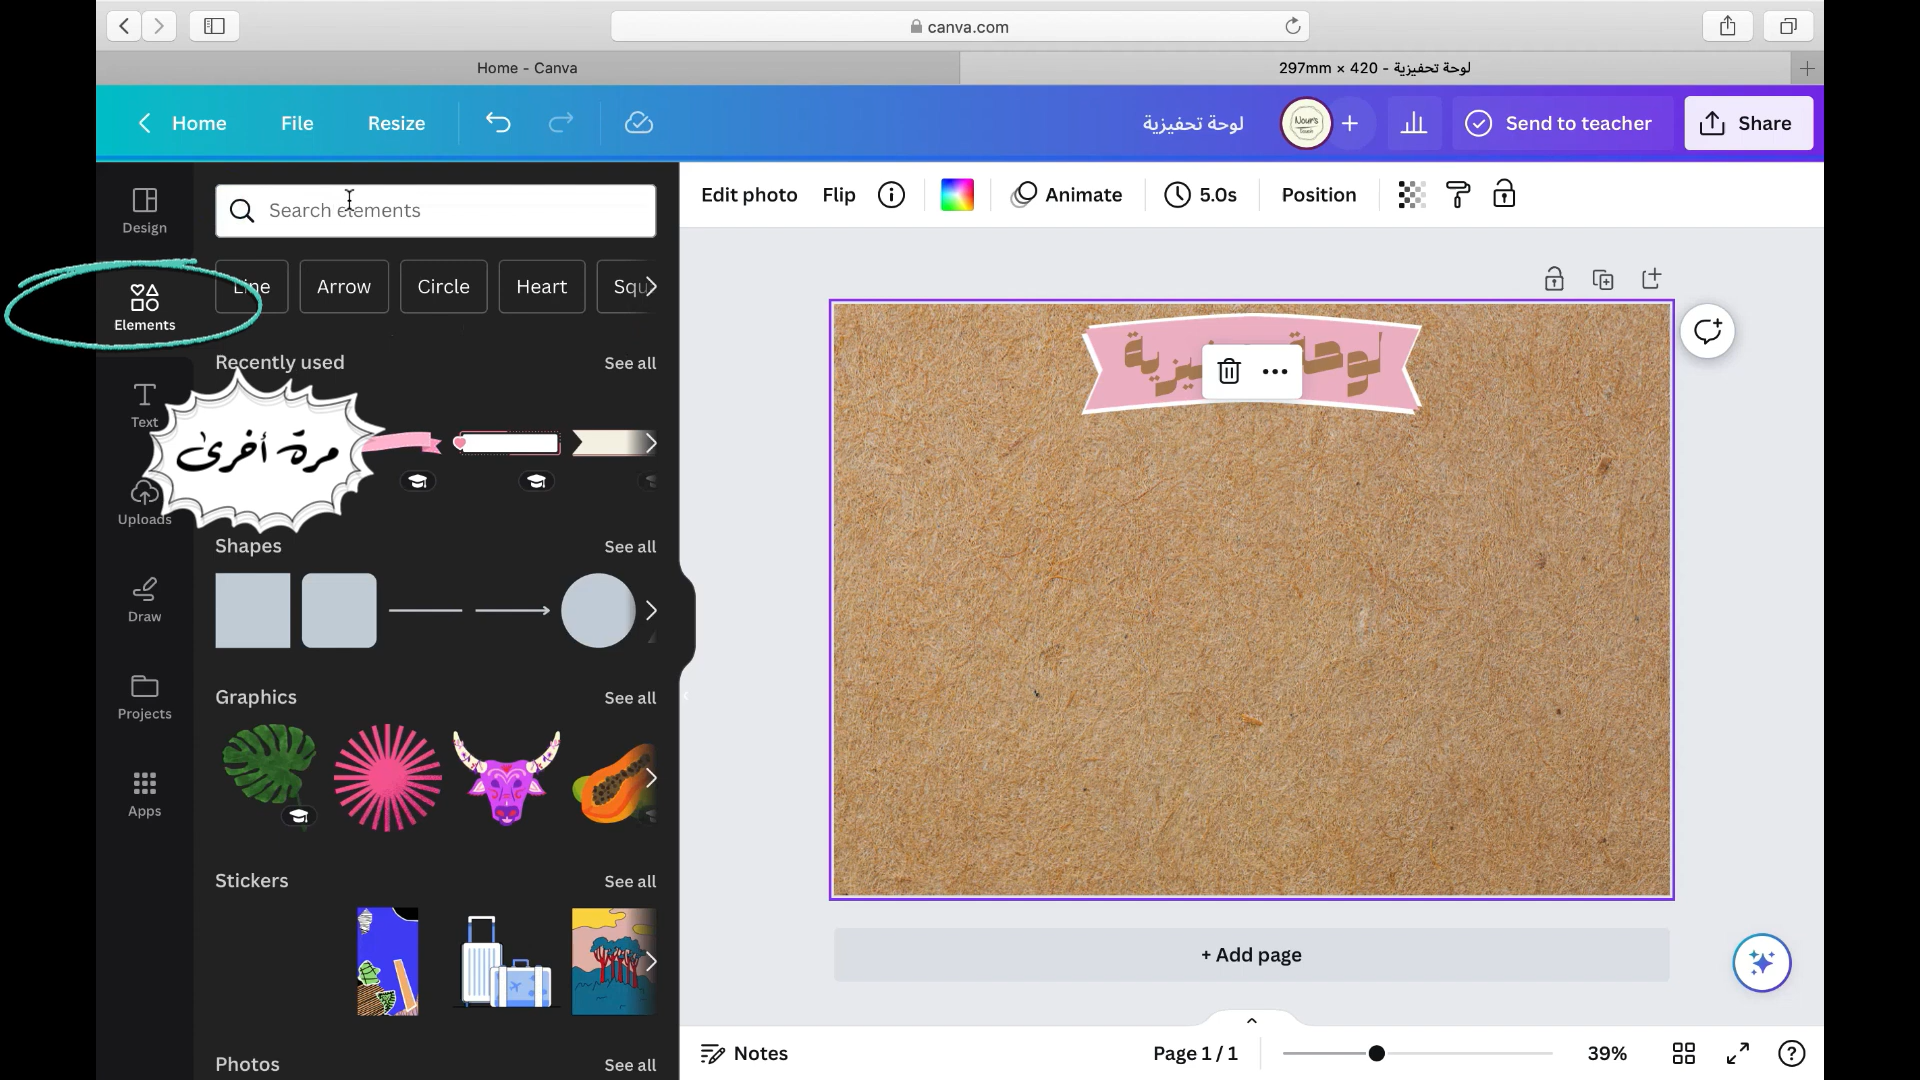 canva.com
Home - Canva
لوحة تحفيزية - 420 × 297mm
Home
File
Resize
لوحة تحفيزية
Nour's
Send to teacher
Share
Design
Elements
Text
Uploads
Draw
Projects
Apps
Search elements
Line
Arrow
Circle
Heart
Squ
Recently used
See all
مرة أخرى
Shapes
See all
Graphics
See all
Stickers
See all
Photos
See all
Edit photo
Flip
Animate
5.0s
Position
+ Add page
Notes
Page 1 / 1
39%